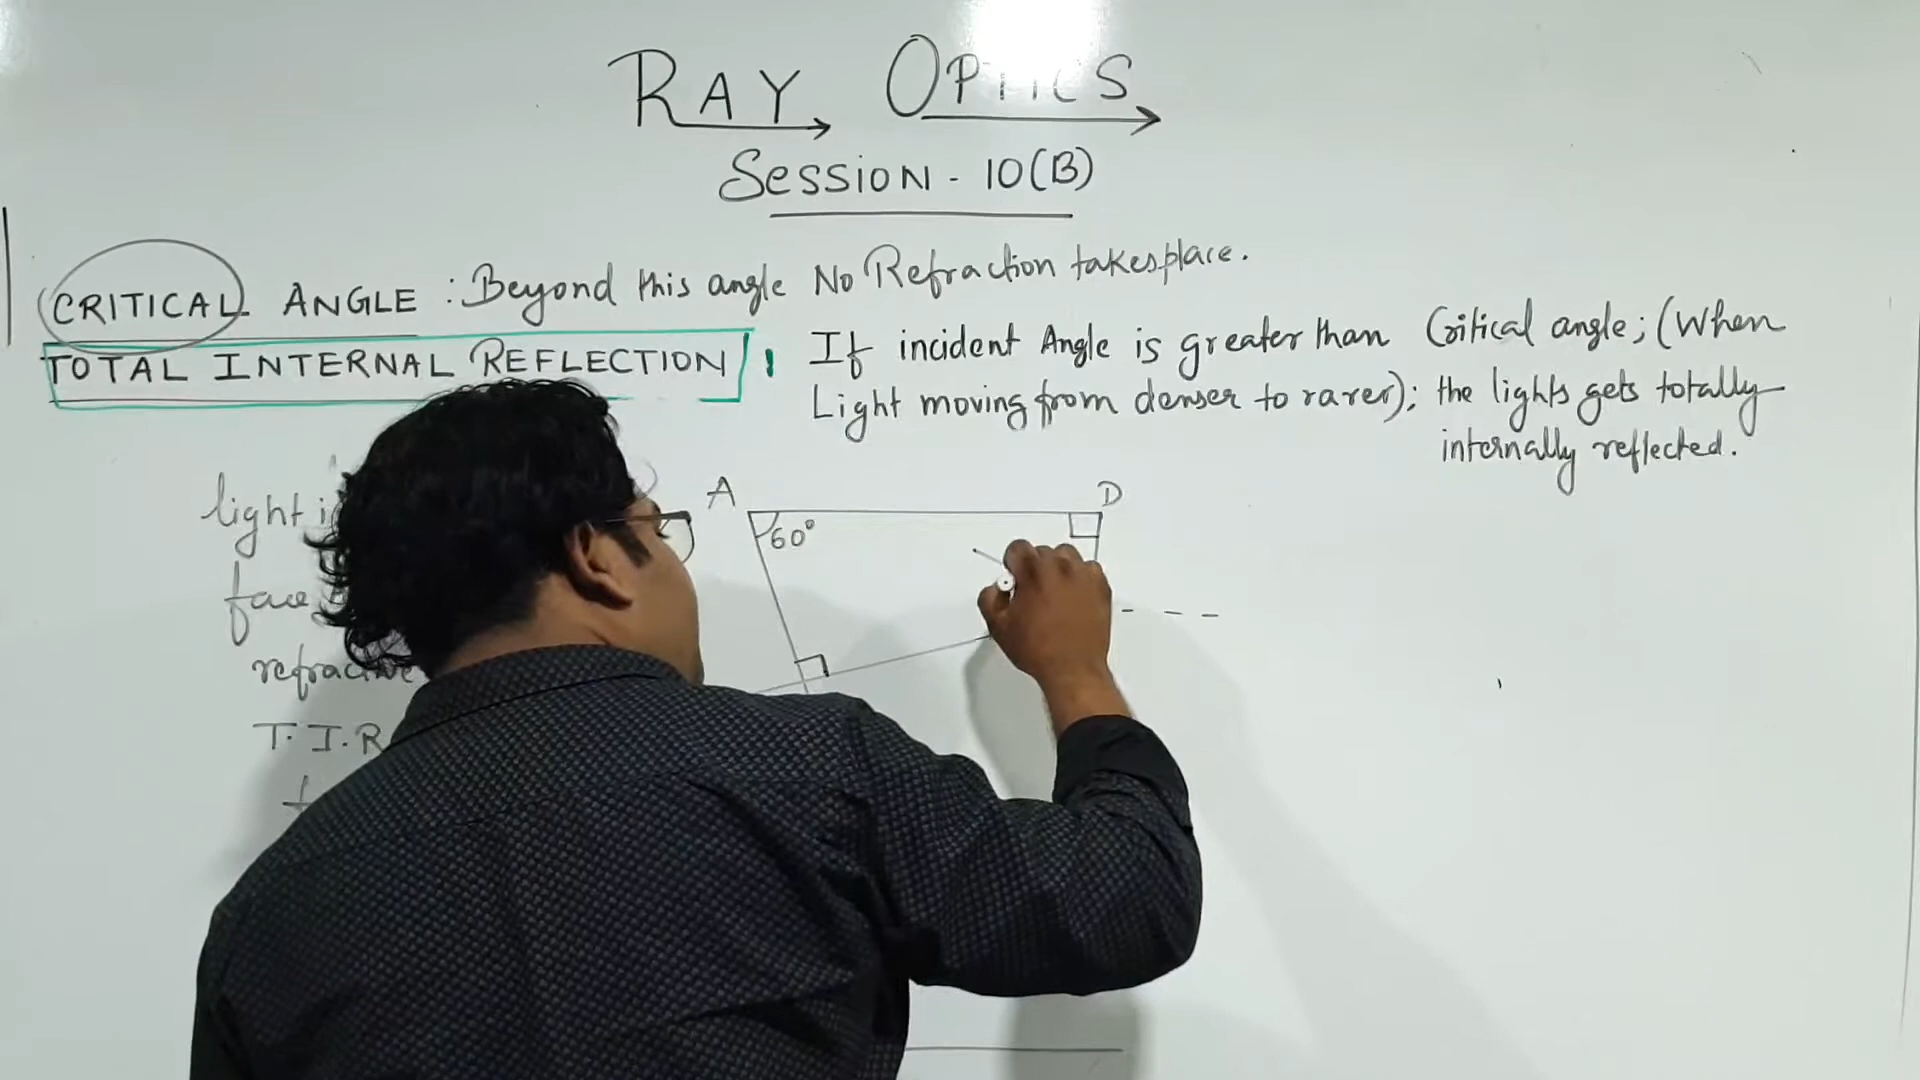 RAY OPTICS
SESSION - 10(B)
CRITICAL ANGLE : Beyond this angle No Refraction takesplace.
TOTAL INTERNAL REFLECTION : If incident Angle is greater than Critical angle; (When
Light moving from denser to rarer); the lights gets totally
internally reflected.
light
A D
60°
face
T.I.R